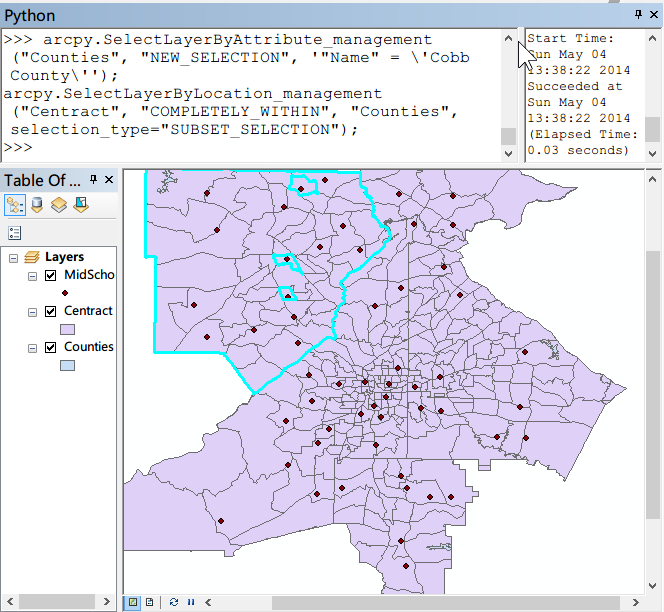 Python
>>> arcpy.SelectLayerByAttribute_management
("Counties", "NEW_SELECTION", '"Name" = \'Cobb
County\'');
arcpy.SelectLayerByLocation_management
("Centract", "COMPLETELY_WITHIN", "Counties",
selection_type="SUBSET_SELECTION");
>>>
Start Time:
Sun May 04
13:38:22 2014
Succeeded at
Sun May 04
13:38:22 2014
(Elapsed Time:
0.03 seconds)
Table Of ...
Layers
MidScho
Centract
Counties